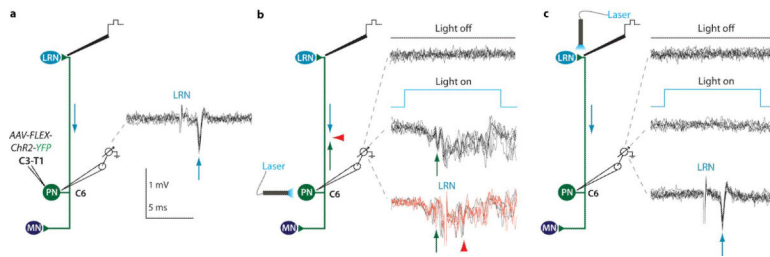 a
LRN
LRN
AAV-FLEX-
ChR2-YFP
C3-T1
PN
C6
MN
1 mV
5 ms
b
Light off
LRN
Light on
Laser
PN
C6
LRN
MN
c
Laser
Light off
LRN
Light on
PN
C6
LRN
MN